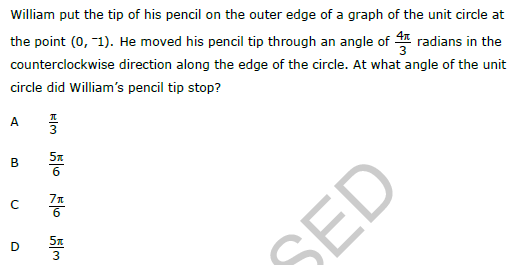 William put the tip of his pencil on the outer edge of a graph of the unit circle at
the point (0, ⁻1). He moved his pencil tip through an angle of 4π/3 radians in the
counterclockwise direction along the edge of the circle. At what angle of the unit
circle did William’s pencil tip stop?
A π/3
B 5π/6
C 7π/6
D 5π/3
SED